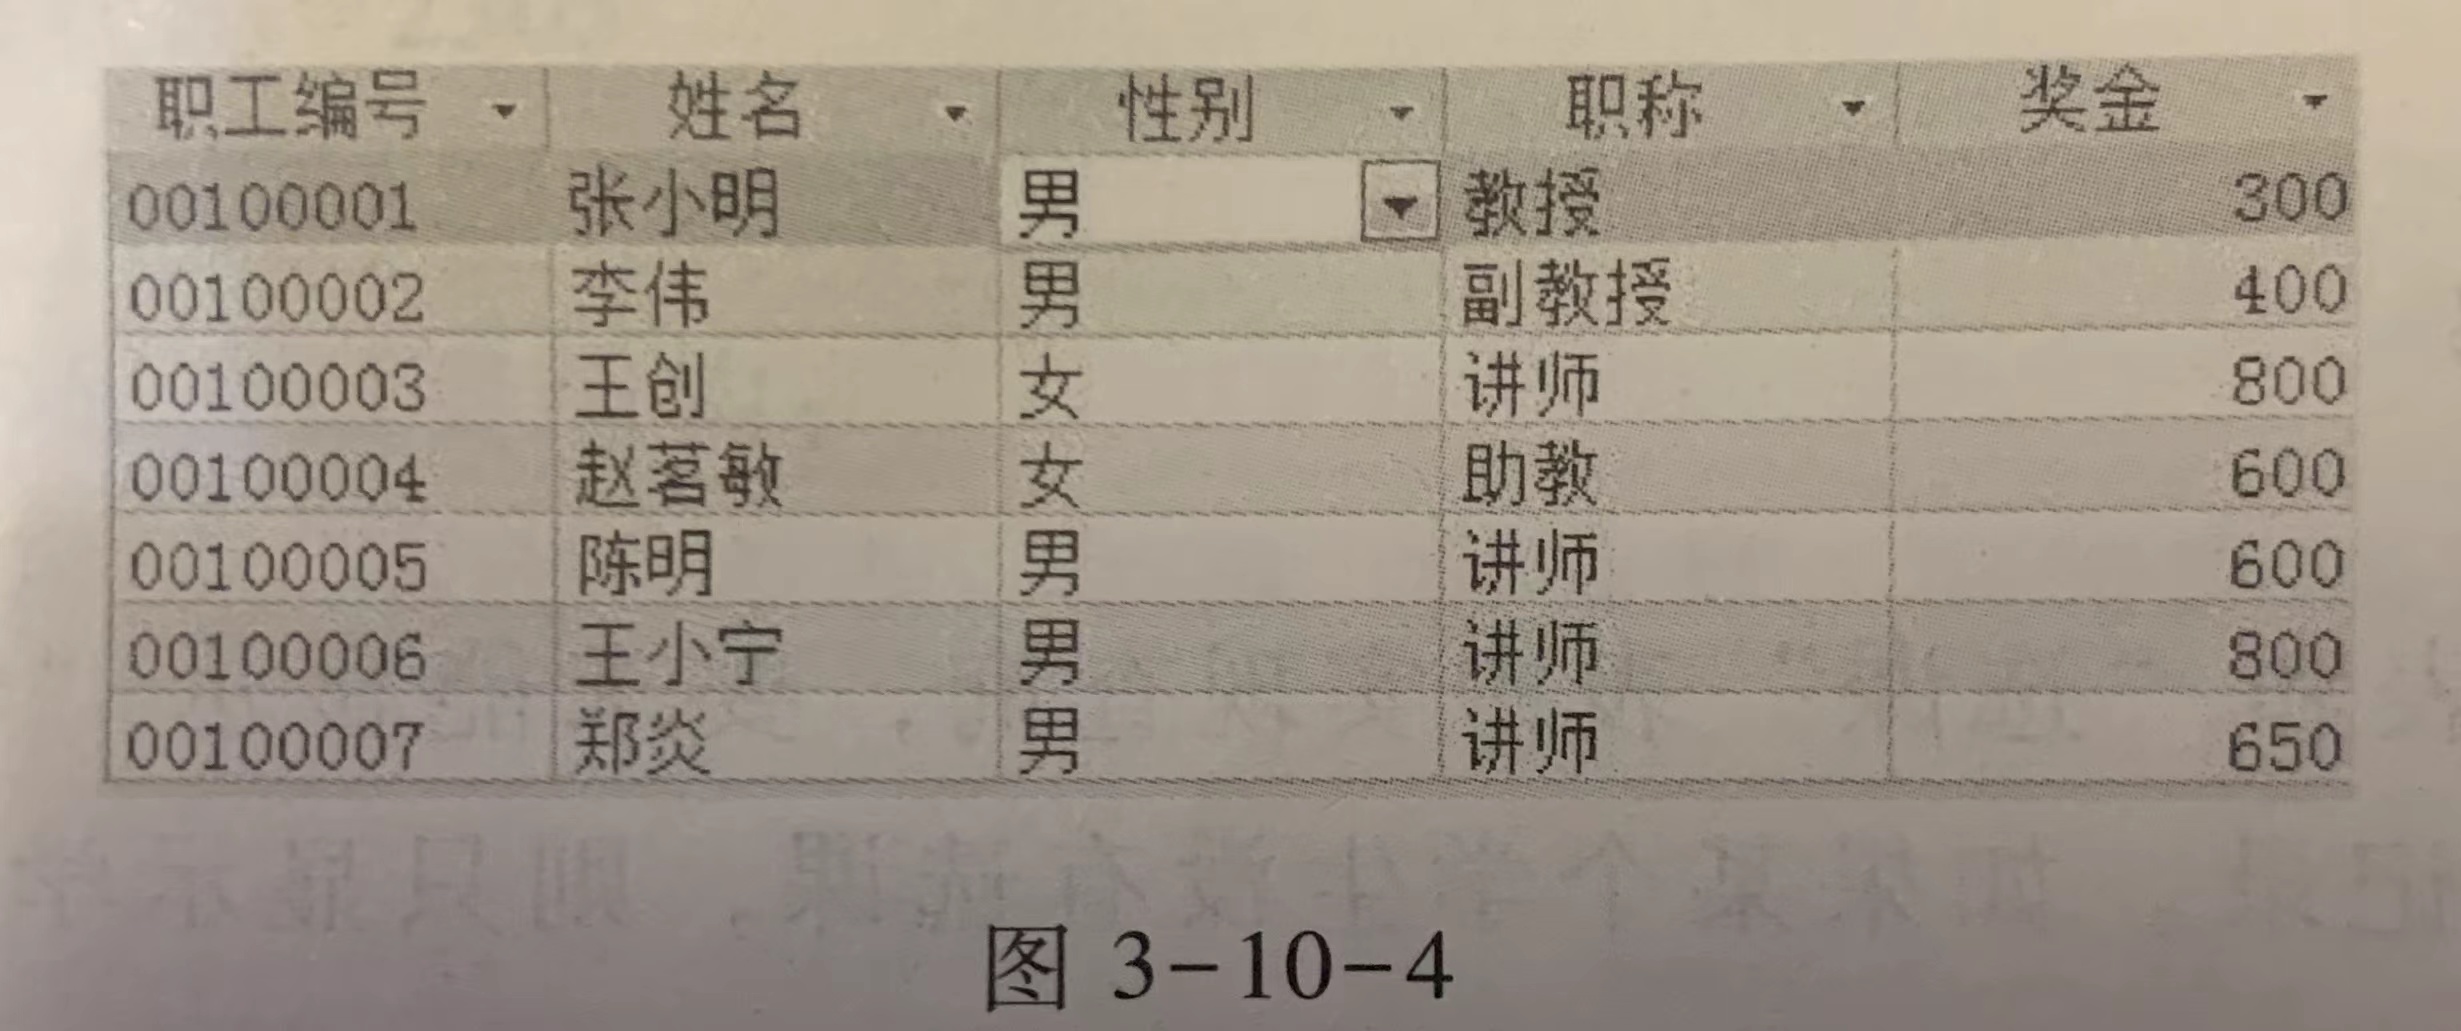 职工编号 姓名 性别 职称 奖金
00100001 张小明 男 教授 300
00100002 李伟 男 副教授 400
00100003 王创 女 讲师 800
00100004 赵茗敏 女 助教 600
00100005 陈明 男 讲师 600
00100006 王小宁 男 讲师 800
00100007 郑炎 男 讲师 650
图 3-10-4